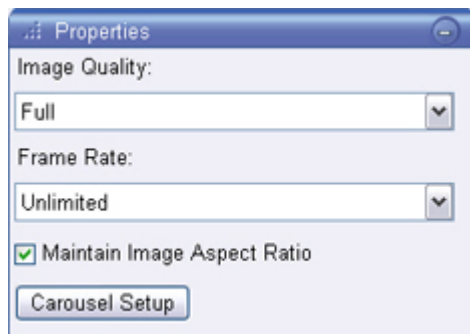 Properties
Image Quality:
Full
Frame Rate:
Unlimited
Maintain Image Aspect Ratio
Carousel Setup